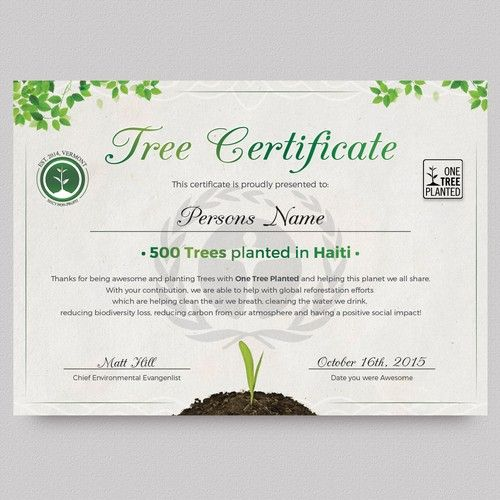 Tree Certificate
EST. 2014, VERMONT
501(C) NON-PROFIT
ONE
TREE
PLANTED
This certificate is proudly presented to:
Persons Name
• 500 Trees planted in Haiti •
Thanks for being awesome and planting Trees with One Tree Planted and helping this planet we all share.
With your contribution, we are able to help with global reforestation efforts
which are helping clean the air we breath, cleaning the water we drink,
reducing biodiversity loss, reducing carbon from our atmosphere and having a positive social impact!
Matt Hill
Chief Environmental Evangenlist
October 16th, 2015
Date you were Awesome